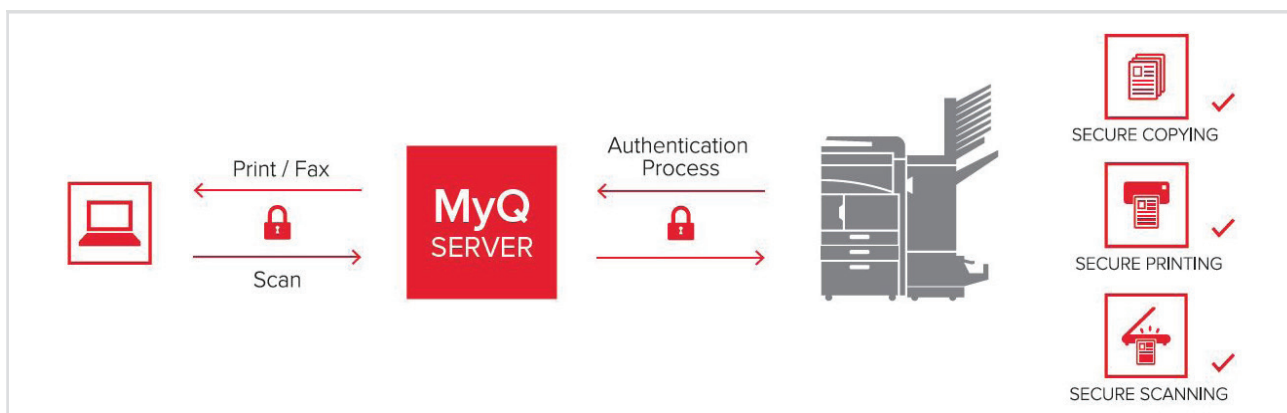 Print / Fax
Scan
MyQ
SERVER
Authentication
Process
SECURE COPYING
SECURE PRINTING
SECURE SCANNING